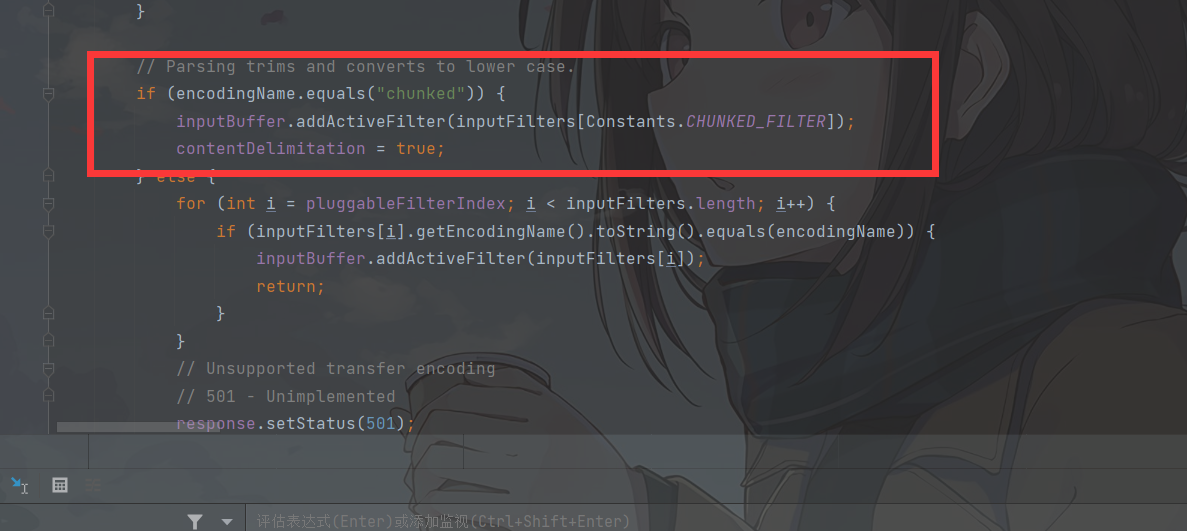 }
// Parsing trims and converts to lower case.
if (encodingName.equals("chunked")) {
inputBuffer.addActiveFilter(inputFilters[Constants.CHUNKED_FILTER]);
contentDelimitation = true;
} else {
for (int i = pluggableFilterIndex; i < inputFilters.length; i++) {
if (inputFilters[i].getEncodingName().toString().equals(encodingName)) {
inputBuffer.addActiveFilter(inputFilters[i]);
return;
}
}
// Unsupported transfer encoding
// 501 - Unimplemented
response.setStatus(501);
评估表达式(Enter)或添加监视(Ctrl+Shift+Enter)